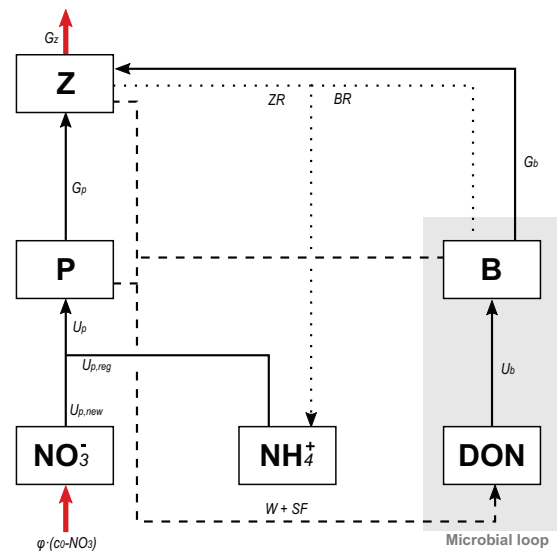 Gz
Z
ZR
BR
Gp
Gb
P
B
Up
Up,reg
Ub
Up,new
NO3-
NH4+
DON
W + SF
φ·(c0-NO3)
Microbial loop